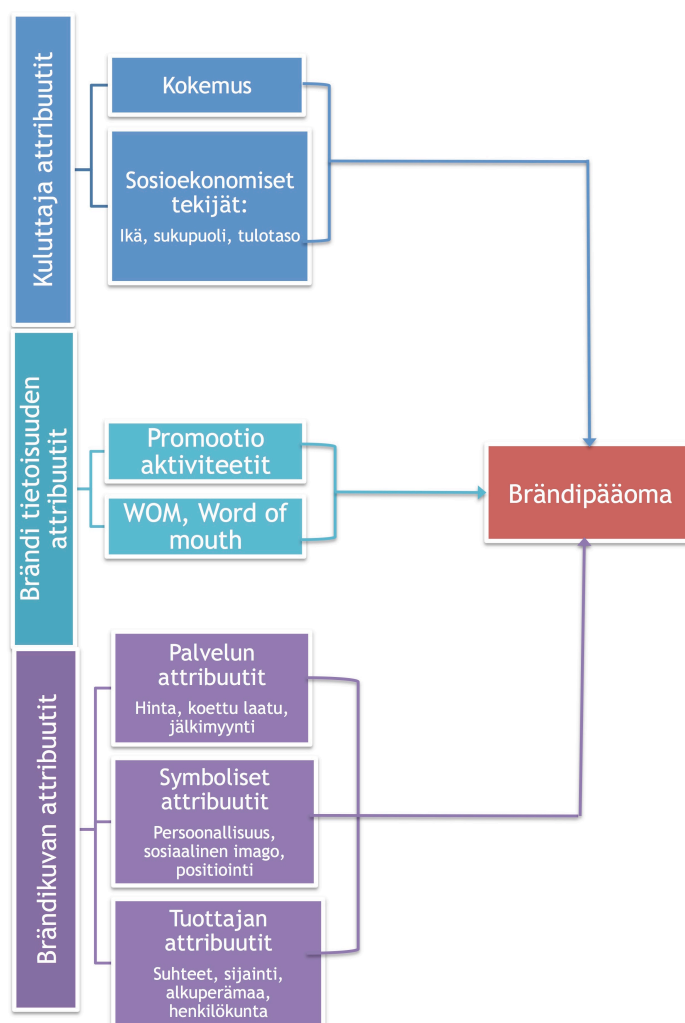 Kuluttaja attribuutit
Kokemus
Sosioekonomiset
tekijät:
Ikä, sukupuoli, tulotaso
Brändi tietoisuuden
attribuutit
Promootio
aktiviteetit
WOM, Word of
mouth
Brändipääoma
Brändikuvan attribuutit
Palvelun
attribuutit
Hinta, koettu laatu,
jälkimyynti
Symboliset
attribuutit
Persoonallisuus,
sosiaalinen imago,
positiointi
Tuottajan
attribuutit
Suhteet, sijainti,
alkuperämaa,
henkilökunta